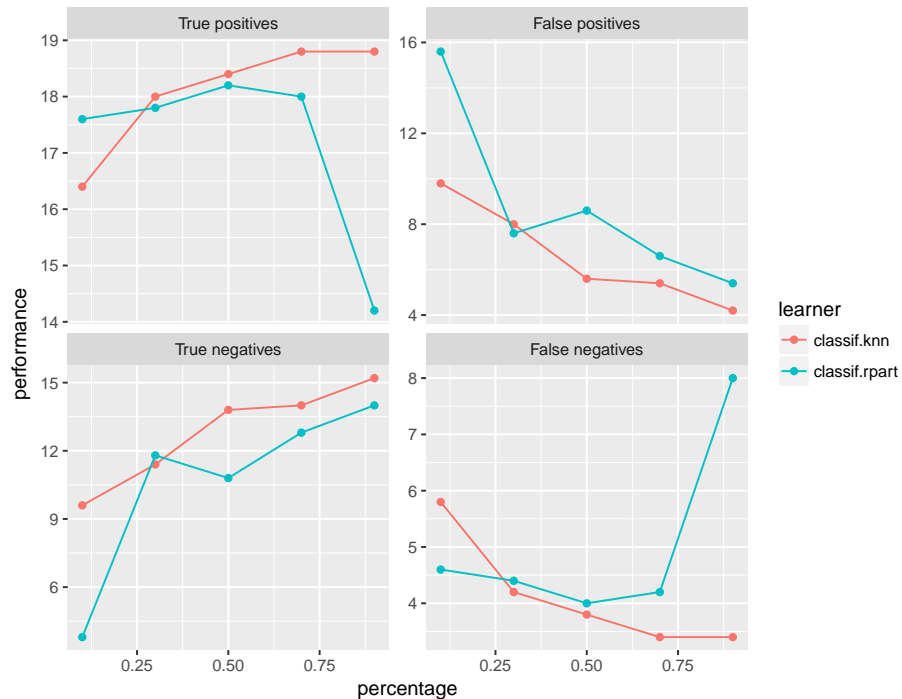 True positives
False positives
19
18
17
16
15
14
16
12
8
4
performance
True negatives
False negatives
15
12
9
6
8
7
6
5
4
0.25
0.50
0.75
0.25
0.50
0.75
percentage
learner
classif.knn
classif.rpart